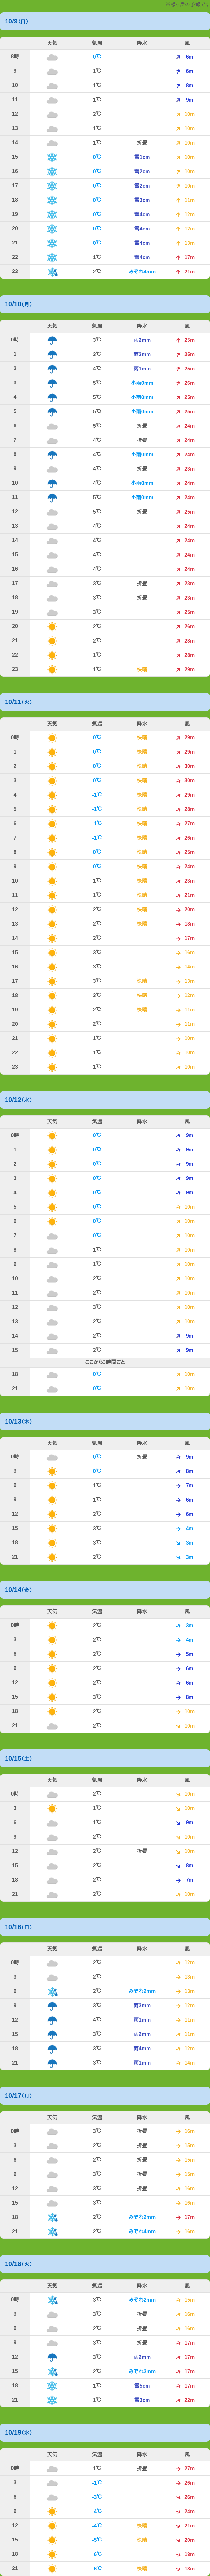 10/9(日)
天気 気温 降水 風
8時 0℃ 6m
9 1℃ 6m
10 1℃ 8m
11 1℃ 9m
12 2℃ 10m
13 1℃ 10m
14 1℃ 折曇 10m
15 0℃ 雪1cm 10m
16 0℃ 雪2cm 10m
17 0℃ 雪2cm 10m
18 0℃ 雪3cm 11m
19 0℃ 雪4cm 12m
20 0℃ 雪4cm 12m
21 0℃ 雪4cm 13m
22 1℃ 雪4cm 17m
23 2℃ みぞれ4mm 21m
10/10(月)
天気 気温 降水 風
0時 3℃ 雨2mm 25m
1 3℃ 雨2mm 25m
2 4℃ 雨1mm 25m
3 5℃ 小雨0mm 26m
4 5℃ 小雨0mm 25m
5 5℃ 小雨0mm 25m
6 5℃ 折曇 24m
7 4℃ 折曇 24m
8 4℃ 小雨0mm 24m
9 4℃ 折曇 23m
10 4℃ 小雨0mm 24m
11 5℃ 小雨0mm 24m
12 5℃ 折曇 25m
13 4℃ 24m
14 4℃ 24m
15 4℃ 24m
16 4℃ 24m
17 3℃ 折曇 23m
18 3℃ 折曇 23m
19 3℃ 25m
20 2℃ 26m
21 2℃ 28m
22 1℃ 28m
23 1℃ 快晴 29m
10/11(火)
天気 気温 降水 風
0時 0℃ 快晴 29m
1 0℃ 快晴 29m
2 0℃ 快晴 30m
3 0℃ 快晴 30m
4 -1℃ 快晴 29m
5 -1℃ 快晴 28m
6 -1℃ 快晴 27m
7 -1℃ 快晴 26m
8 0℃ 快晴 25m
9 0℃ 快晴 24m
10 1℃ 快晴 23m
11 1℃ 快晴 21m
12 2℃ 快晴 20m
13 2℃ 快晴 18m
14 2℃ 17m
15 3℃ 16m
16 3℃ 14m
17 3℃ 快晴 13m
18 3℃ 快晴 12m
19 2℃ 快晴 11m
20 2℃ 11m
21 1℃ 10m
22 1℃ 10m
23 1℃ 10m
10/12(水)
天気 気温 降水 風
0時 0℃ 9m
1 0℃ 9m
2 0℃ 9m
3 0℃ 9m
4 0℃ 9m
5 0℃ 10m
6 0℃ 10m
7 0℃ 10m
8 1℃ 10m
9 1℃ 10m
10 2℃ 10m
11 2℃ 10m
12 3℃ 10m
13 2℃ 10m
14 2℃ 9m
15 2℃ 9m
ここから3時間ごと
18 0℃ 10m
21 0℃ 10m
10/13(木)
天気 気温 降水 風
0時 0℃ 折曇 9m
3 0℃ 8m
6 1℃ 7m
9 1℃ 6m
12 2℃ 6m
15 3℃ 4m
18 3℃ 3m
21 2℃ 3m
10/14(金)
天気 気温 降水 風
0時 2℃ 3m
3 2℃ 4m
6 2℃ 5m
9 2℃ 6m
12 2℃ 6m
15 3℃ 8m
18 2℃ 10m
21 2℃ 10m
10/15(土)
天気 気温 降水 風
0時 2℃ 10m
3 1℃ 10m
6 1℃ 9m
9 2℃ 10m
12 2℃ 折曇 10m
15 2℃ 8m
18 2℃ 7m
21 2℃ 10m
10/16(日)
天気 気温 降水 風
0時 2℃ 12m
3 2℃ 13m
6 2℃ みぞれ2mm 13m
9 3℃ 雨3mm 12m
12 4℃ 雨1mm 11m
15 3℃ 雨2mm 11m
18 3℃ 雨4mm 12m
21 3℃ 雨1mm 14m
10/17(月)
天気 気温 降水 風
0時 3℃ 折曇 16m
3 2℃ 折曇 15m
6 2℃ 折曇 15m
9 3℃ 折曇 15m
12 3℃ 折曇 16m
15 3℃ 16m
18 2℃ みぞれ2mm 17m
21 2℃ みぞれ4mm 16m
10/18(火)
天気 気温 降水 風
0時 3℃ みぞれ2mm 15m
3 3℃ 折曇 16m
6 2℃ 折曇 16m
9 3℃ 折曇 17m
12 3℃ 雨2mm 17m
15 2℃ みぞれ3mm 17m
18 1℃ 雪5cm 17m
21 1℃ 雪3cm 22m
10/19(水)
天気 気温 降水 風
0時 1℃ 折曇 27m
3 -1℃ 26m
6 -3℃ 26m
9 -4℃ 24m
12 -4℃ 快晴 21m
15 -5℃ 快晴 20m
18 -6℃ 18m
21 -6℃ 快晴 18m